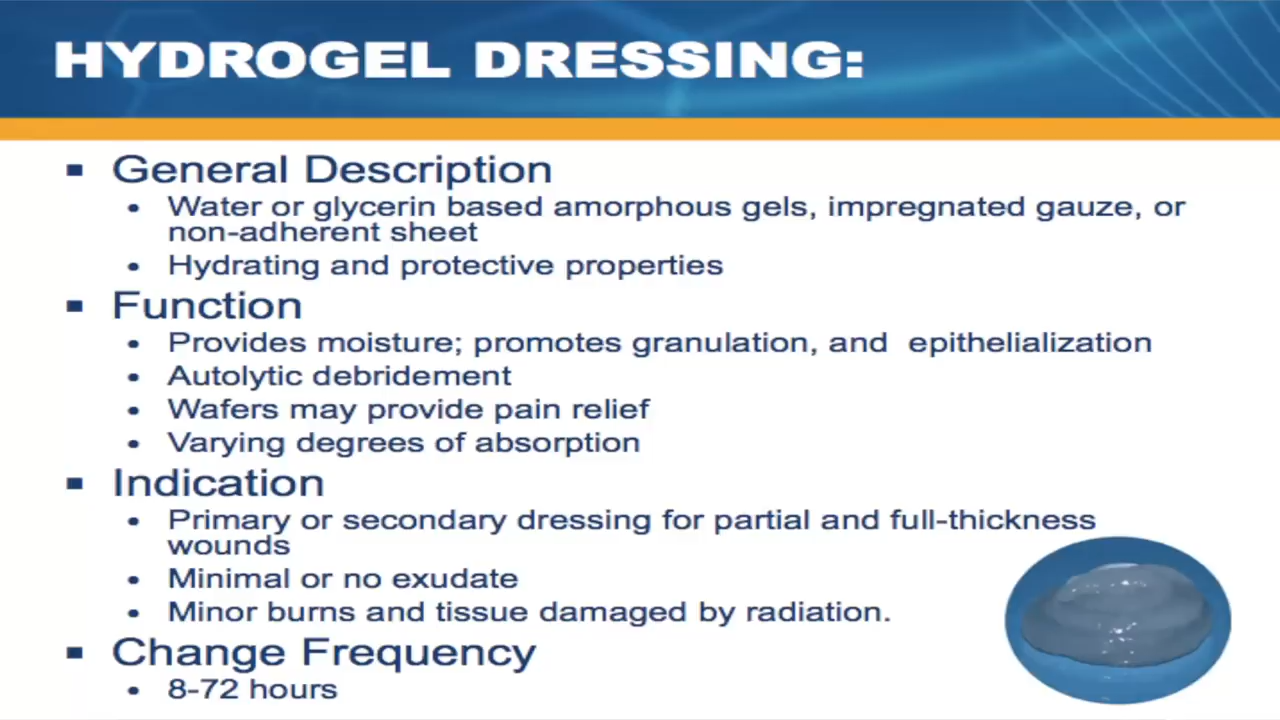 HYDROGEL DRESSING:
▪ General Description
• Water or glycerin based amorphous gels, impregnated gauze, or
non-adherent sheet
• Hydrating and protective properties
▪ Function
• Provides moisture; promotes granulation, and  epithelialization
• Autolytic debridement
• Wafers may provide pain relief
• Varying degrees of absorption
▪ Indication
• Primary or secondary dressing for partial and full-thickness
wounds
• Minimal or no exudate
• Minor burns and tissue damaged by radiation.
▪ Change Frequency
• 8-72 hours